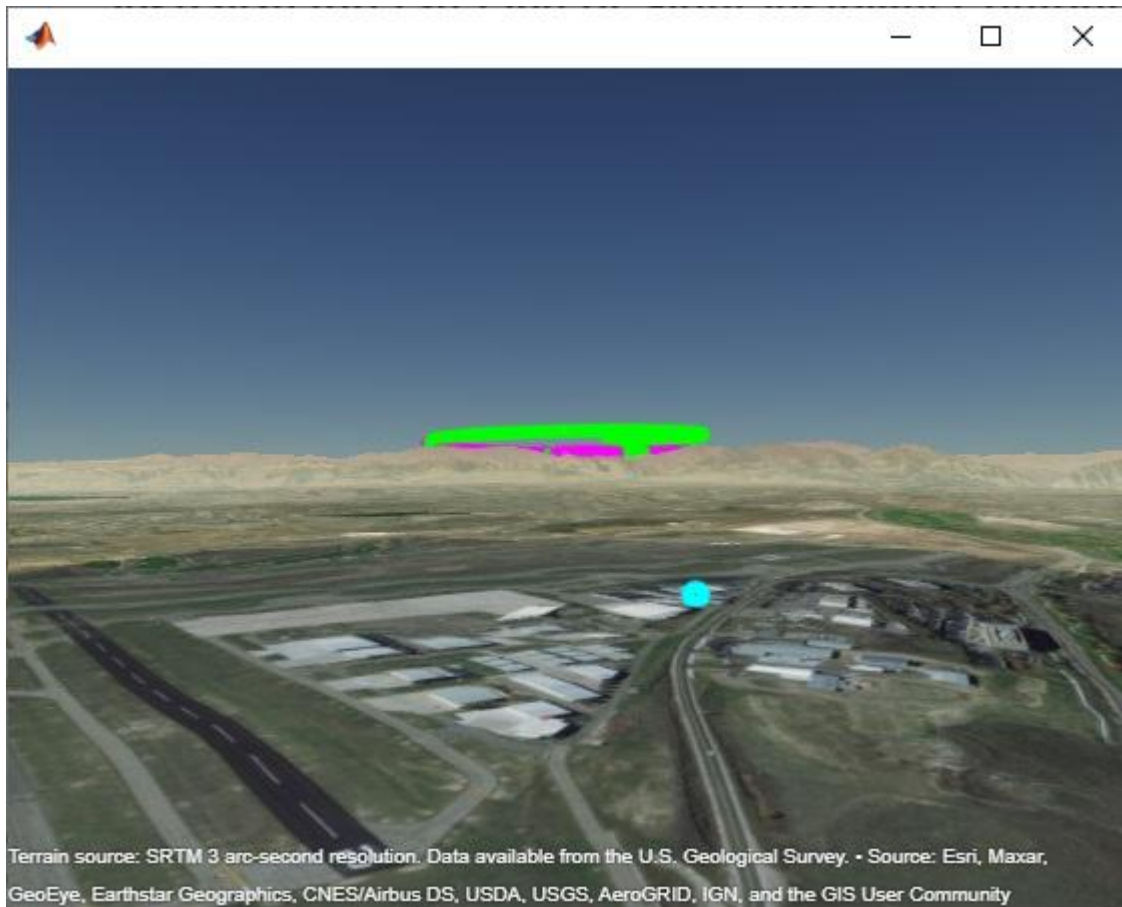 Terrain source: SRTM 3 arc-second resolution. Data available from the U.S. Geological Survey. • Source: Esri, Maxar,
GeoEye, Earthstar Geographics, CNES/Airbus DS, USDA, USGS, AeroGRID, IGN, and the GIS User Community